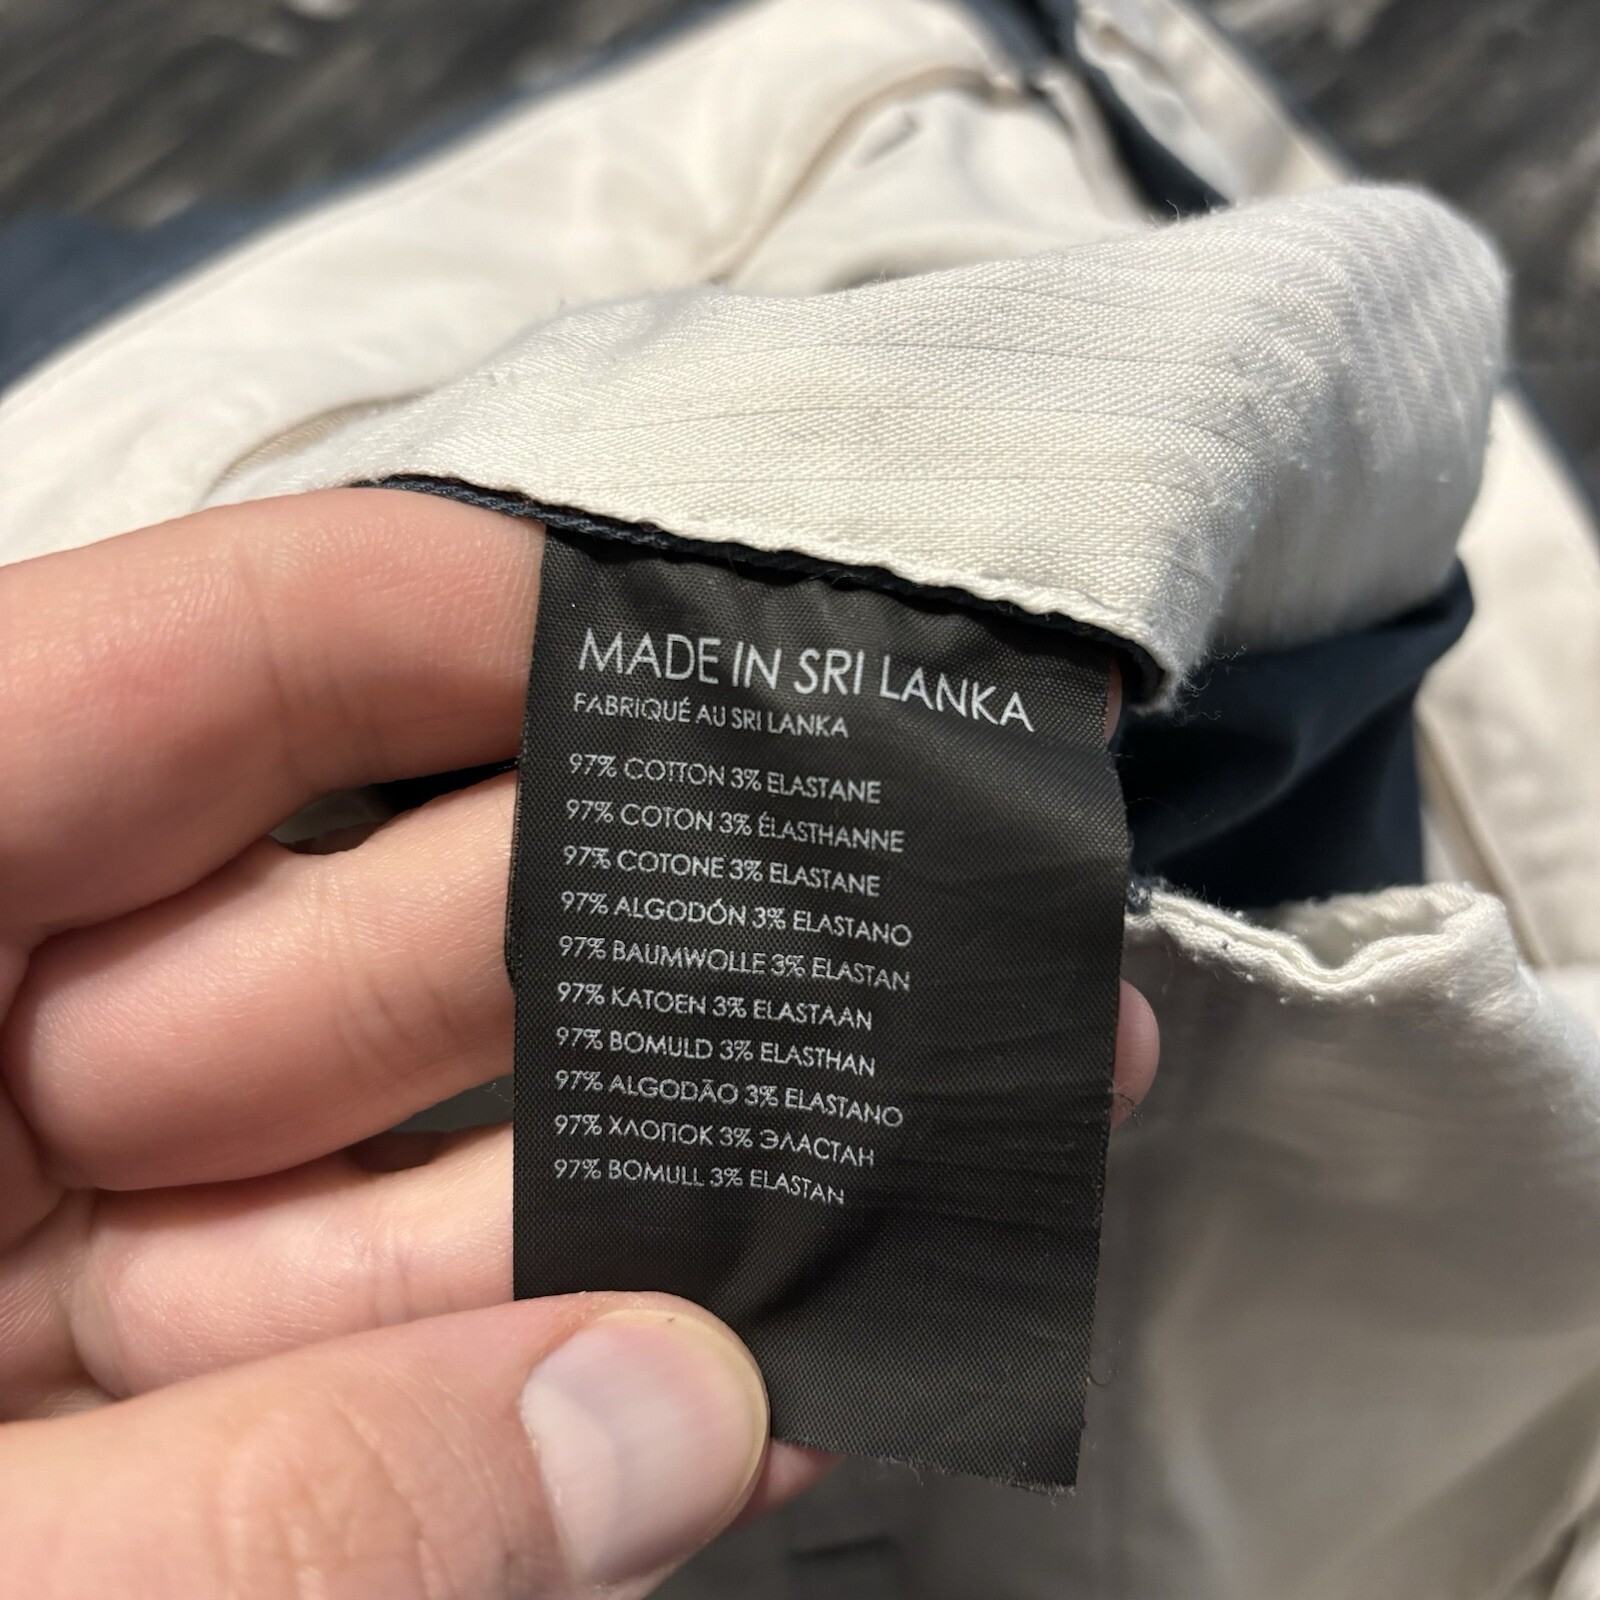 MADE IN SRI LANKA
FABRIQUÉ AU SRI LANKA
97% COTTON 3% ELASTANE
97% COTON 3% ÉLASTHANNE
97% COTONE 3% ELASTANE
97% ALGODÓN 3% ELASTANO
97% BAUMWOLLE 3% ELASTAN
97% KATOEN 3% ELASTAAN
97% BOMULD 3% ELASTHAN
97% ALGODÃO 3% ELASTANO
97% ХЛОПОК 3% ЭЛАСТАН
97% BOMULL 3% ELASTAN